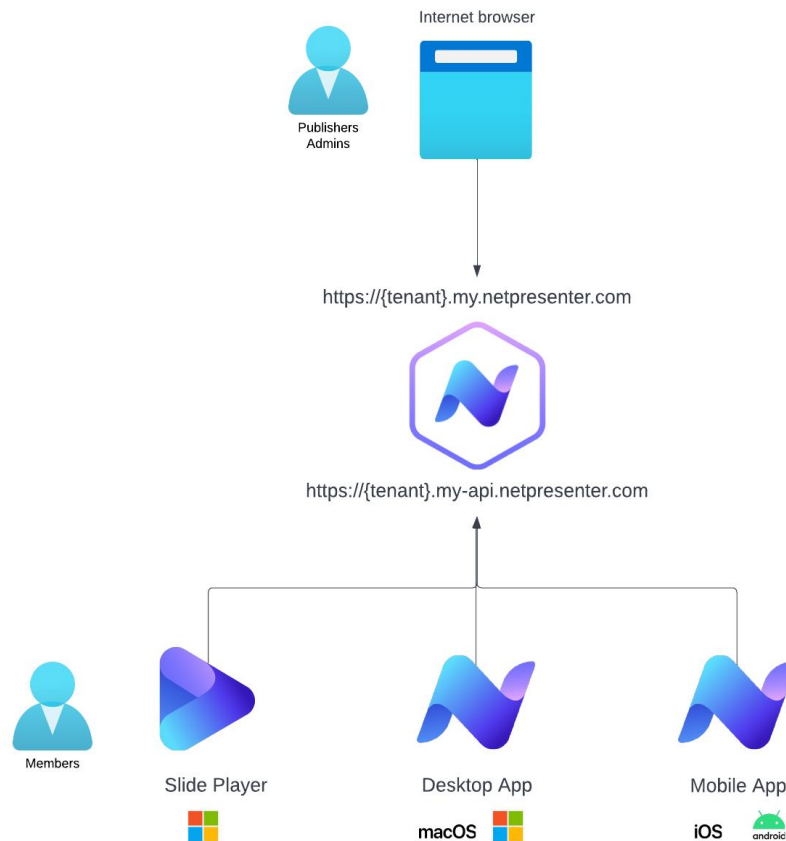 Internet browser
Publishers
Admins
https://{tenant}.my.netpresenter.com
https://{tenant}.my-api.netpresenter.com
Members
Slide Player
Desktop App
Mobile App
macOS
iOS
android